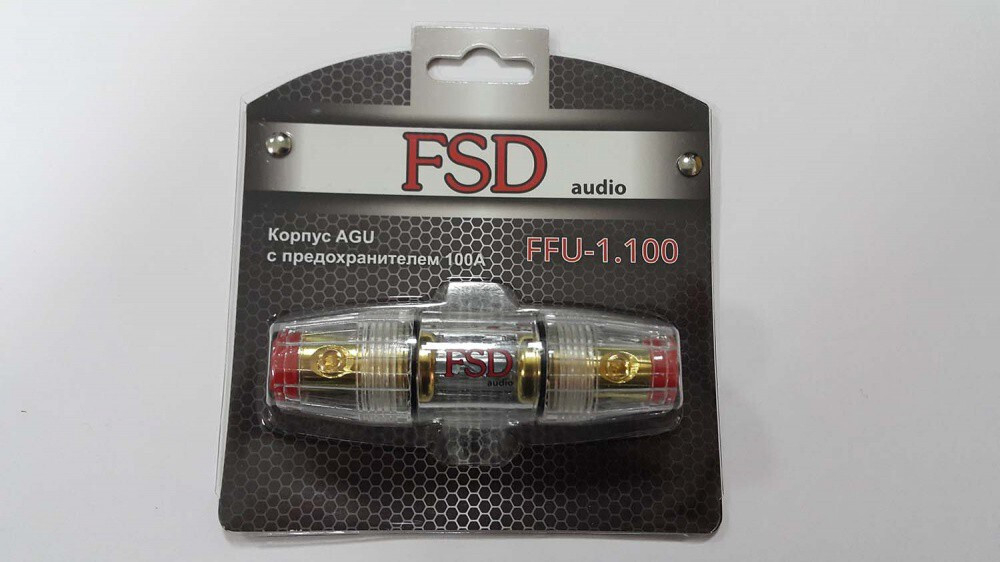 FSD
audio
Корпус AGU
с предохранителем 100А
FFU-1.100
FSD
audio